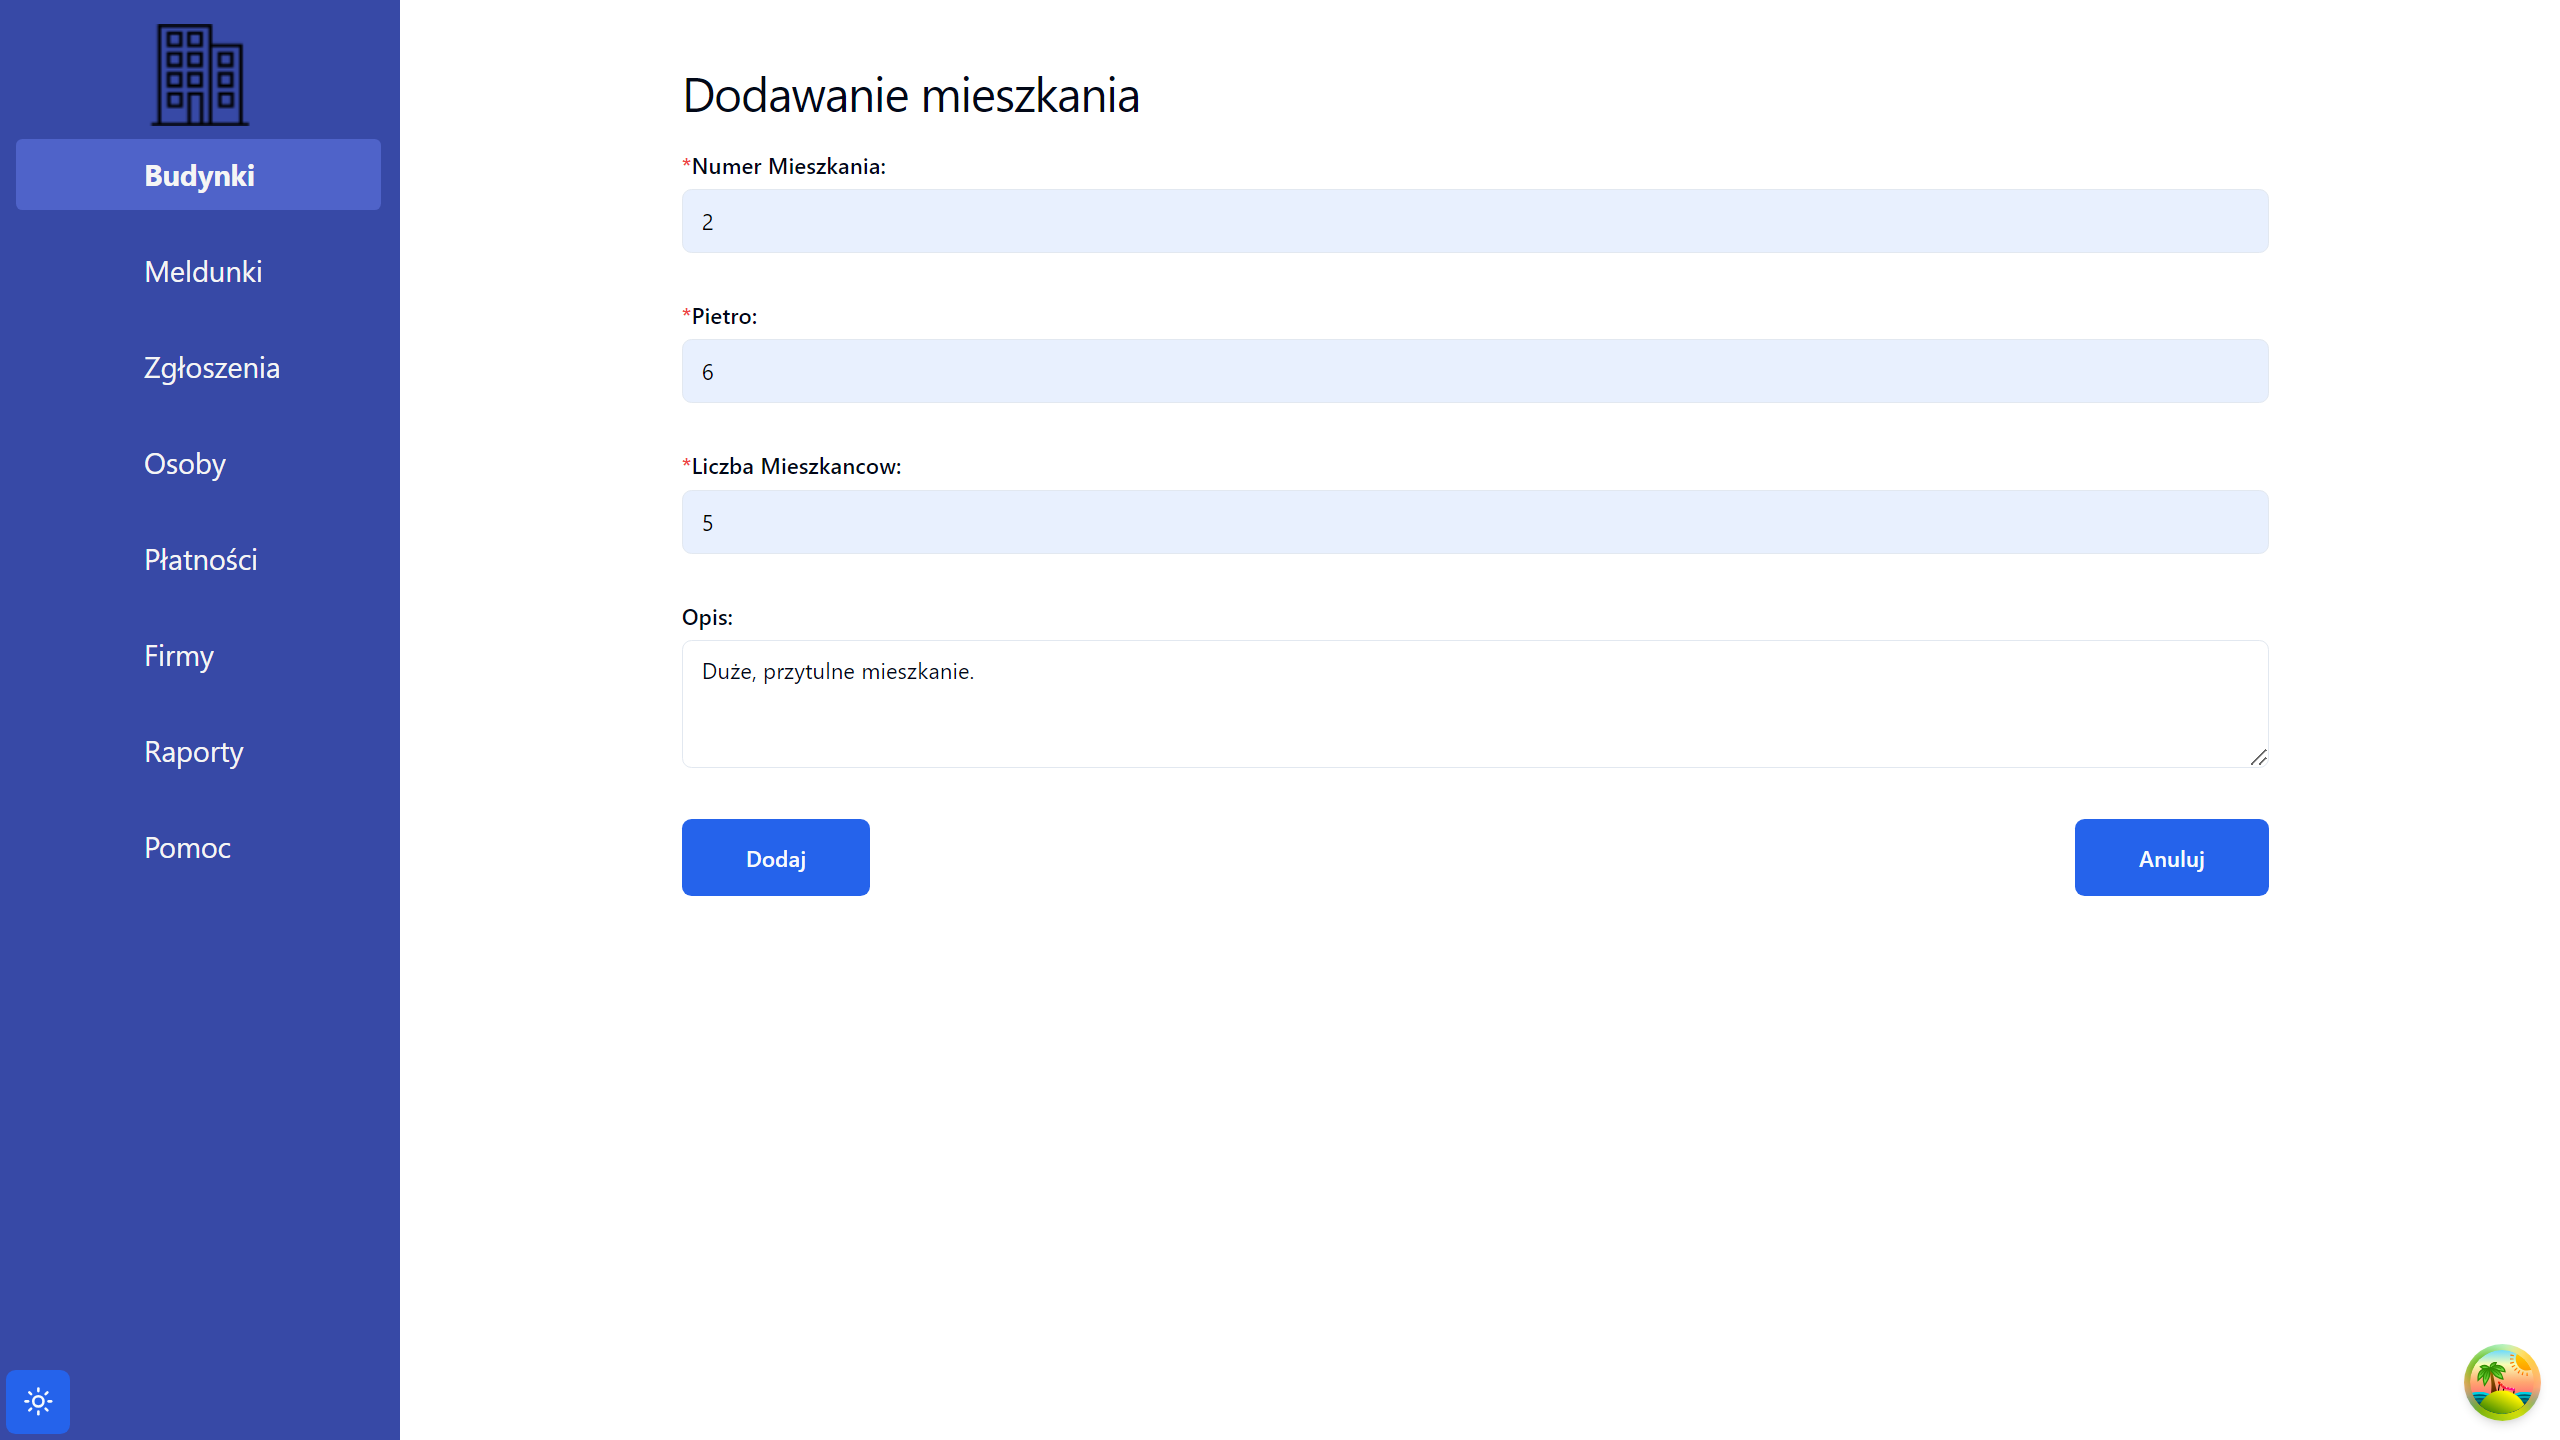 Budynki
Meldunki
Zgłoszenia
Osoby
Płatności
Firmy
Raporty
Pomoc
Dodawanie mieszkania
*Numer Mieszkania:
2
*Pietro:
6
*Liczba Mieszkancow:
5
Opis:
Duże, przytulne mieszkanie.
Dodaj
Anuluj